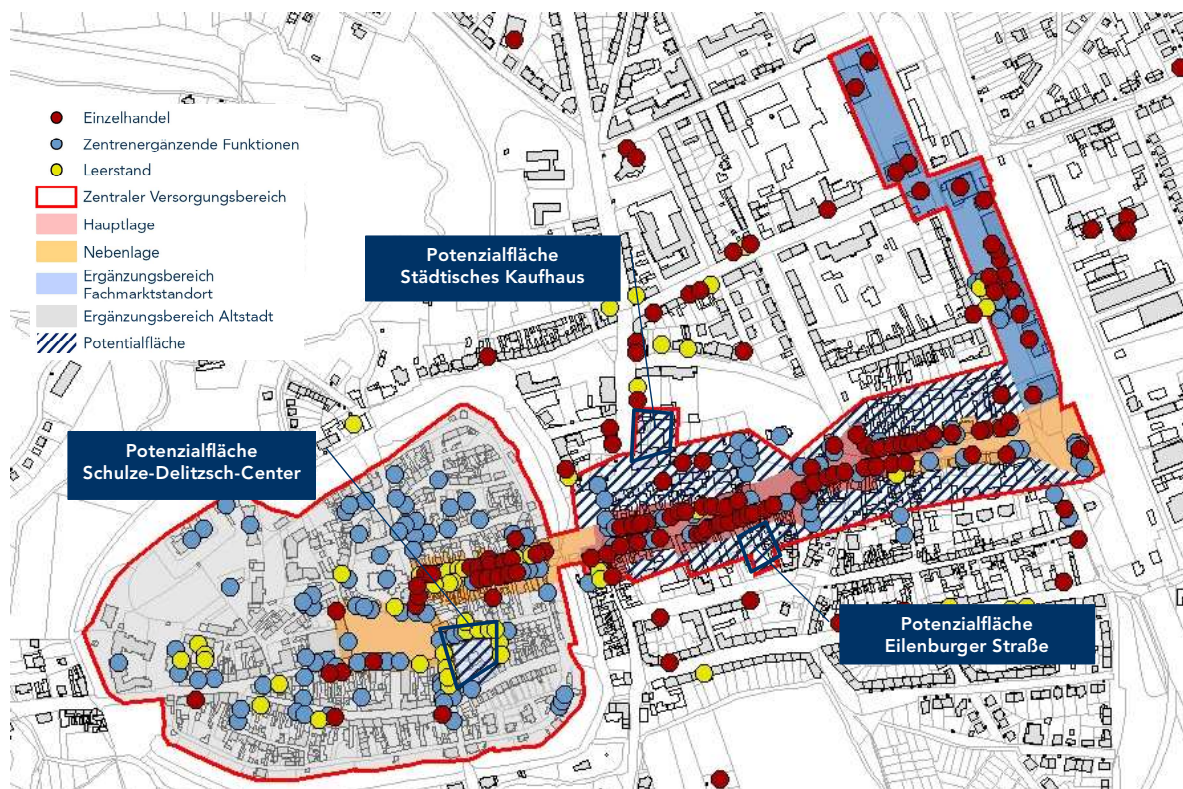 Einzelhandel
Zentrenergänzende Funktionen
Leerstand
Zentraler Versorgungsbereich
Hauptlage
Nebenlage
Ergänzungsbereich
Fachmarktstandort
Ergänzungsbereich Altstadt
Potentialfläche
Potenzialfläche
Städtisches Kaufhaus
Potenzialfläche
Schulze-Delitzsch-Center
Potenzialfläche
Eilenburger Straße